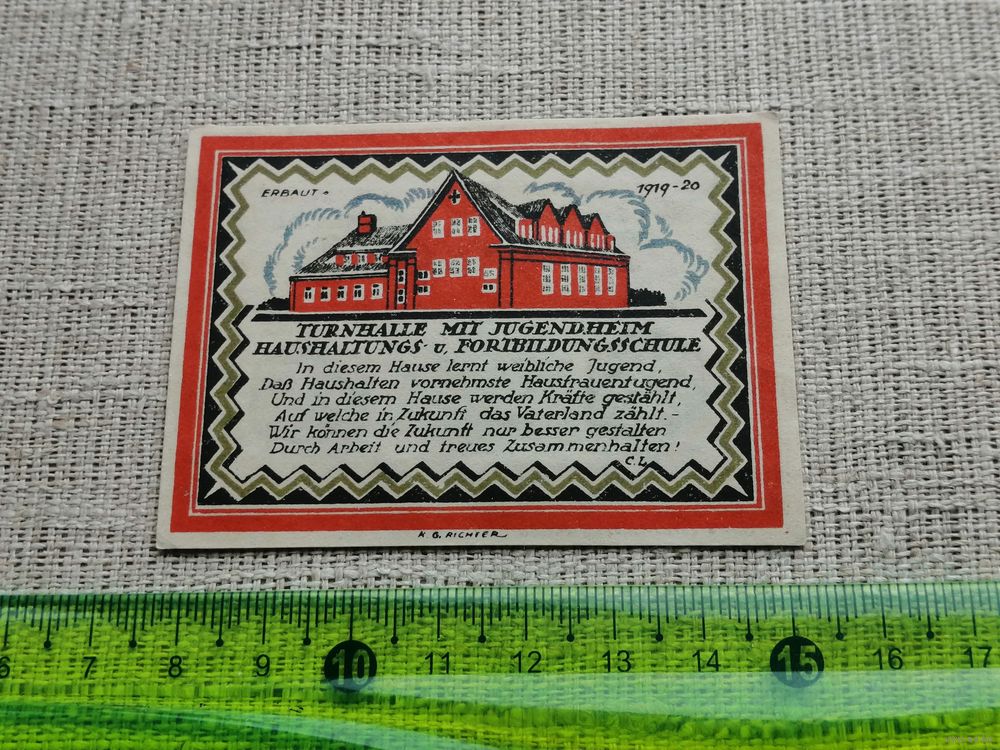 ERBAUT
1919-20
TURNHALLE MIT JUGENDHEIM
HAUSHALTUNGS u. FORTBILDUNGSSCHULE
In diesem Hause lernt weibliche Jugend,
Daß Haushalten vornehmste Hausfrauentugend,
Und in diesem Hause werden Kräfte gestählt,
Auf welche in Zukunft das Vaterland zählt.-
Wir können die Zukunft nur besser gestalten
Durch Arbeit und treues Zusammenhalten!
C.L.
K. G. RICHTER
7 8 9 10 11 12 13 14 15 16 17